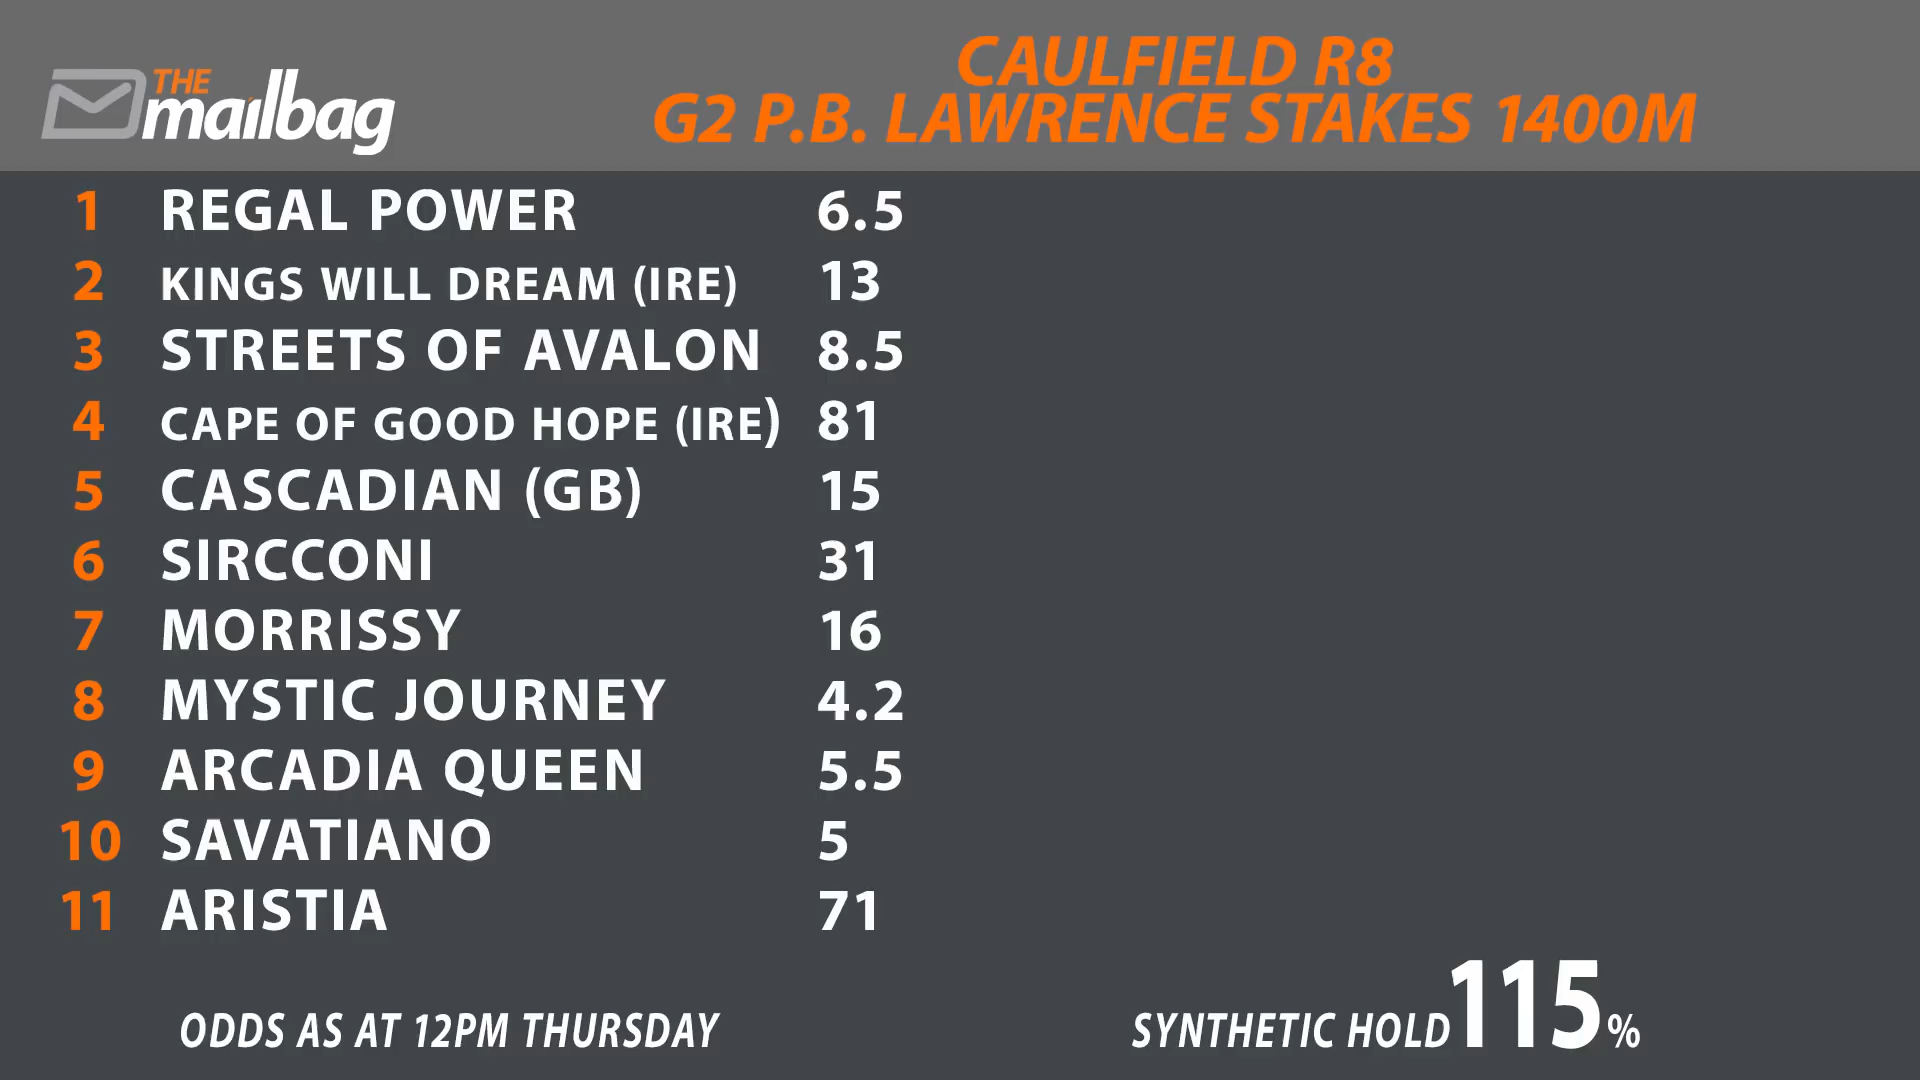 THE
mailbag
CAULFIELD R8
G2 P.B. LAWRENCE STAKES 1400M
1 REGAL POWER 6.5
2 KINGS WILL DREAM (IRE) 13
3 STREETS OF AVALON 8.5
4 CAPE OF GOOD HOPE (IRE) 81
5 CASCADIAN (GB) 15
6 SIRCCONI 31
7 MORRISSY 16
8 MYSTIC JOURNEY 4.2
9 ARCADIA QUEEN 5.5
10 SAVATIANO 5
11 ARISTIA 71
ODDS AS AT 12PM THURSDAY
SYNTHETIC HOLD 115%